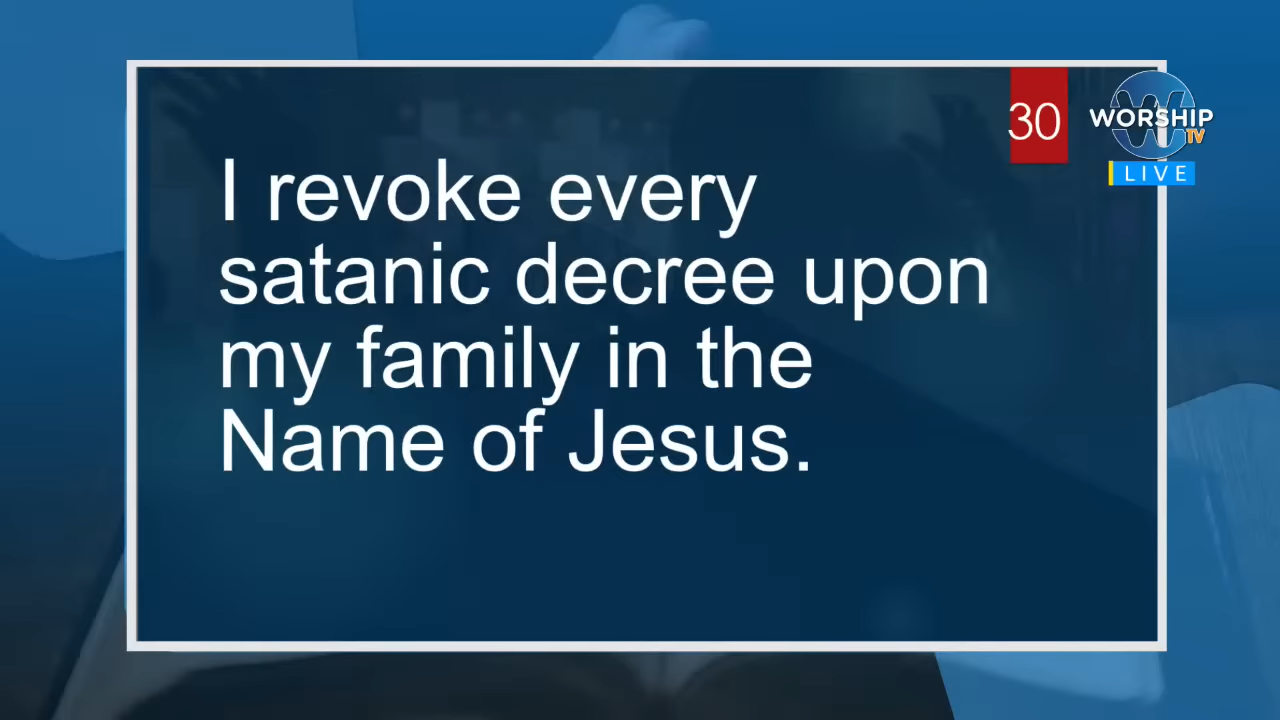 30
WORSHIP
TV
LIVE
I revoke every
satanic decree upon
my family in the
Name of Jesus.